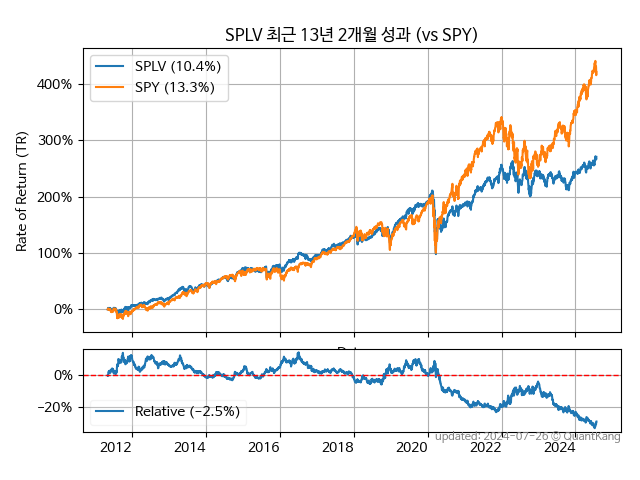 SPLV 최근 13년 2개월 성과 (vs SPY)
SPLV (10.4%)
SPY (13.3%)
Rate of Return (TR)
400%
300%
200%
100%
0%
0%
−20%
Relative (−2.5%)
2012 2014 2016 2018 2020 2022 2024
updated: 2024-07-26 © QuantKang